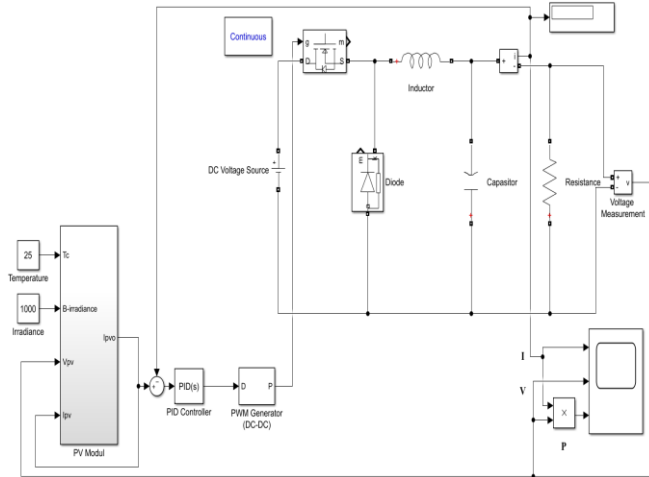 Continuous
g
m
D
S
+
i
-
Inductor
DC Voltage Source
+
E
Diode
Capasitor
Resistance
+
-
v
Voltage
Measurement
25
Temperature
1000
Irradiance
Tc
B-irradiance
Ipvo
Vpv
Ipv
PV Modul
PID(s)
PID Controller
D
P
PWM Generator
(DC-DC)
I
V
X
P